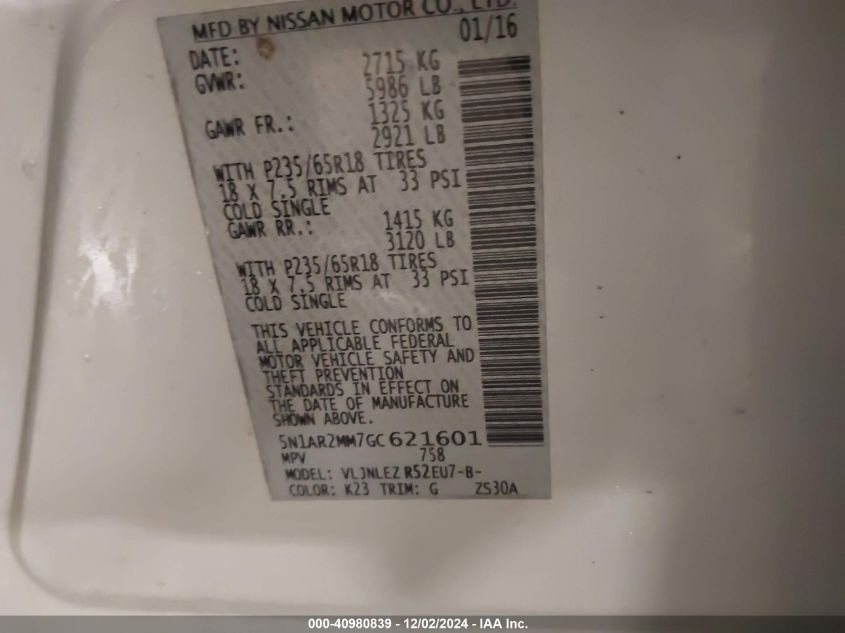 MFD BY NISSAN MOTOR CO., LTD.
DATE: 01/16
GVWR: 2715 KG
5986 LB
GAWR FR.: 1325 KG
2921 LB
WITH P235/65R18 TIRES
18 X 7.5 RIMS AT 33 PSI
COLD SINGLE
GAWR RR.: 1415 KG
3120 LB
WITH P235/65R18 TIRES
18 X 7.5 RIMS AT 33 PSI
COLD SINGLE
THIS VEHICLE CONFORMS TO
ALL APPLICABLE FEDERAL
MOTOR VEHICLE SAFETY AND
THEFT PREVENTION
STANDARDS IN EFFECT ON
THE DATE OF MANUFACTURE
SHOWN ABOVE.
5N1AR2MM7GC621601
MPV 758
MODEL: VLJNLEZ R52EU7-B-
COLOR: K23 TRIM: G ZS30A
000-40980839 - 12/02/2024 - IAA Inc.